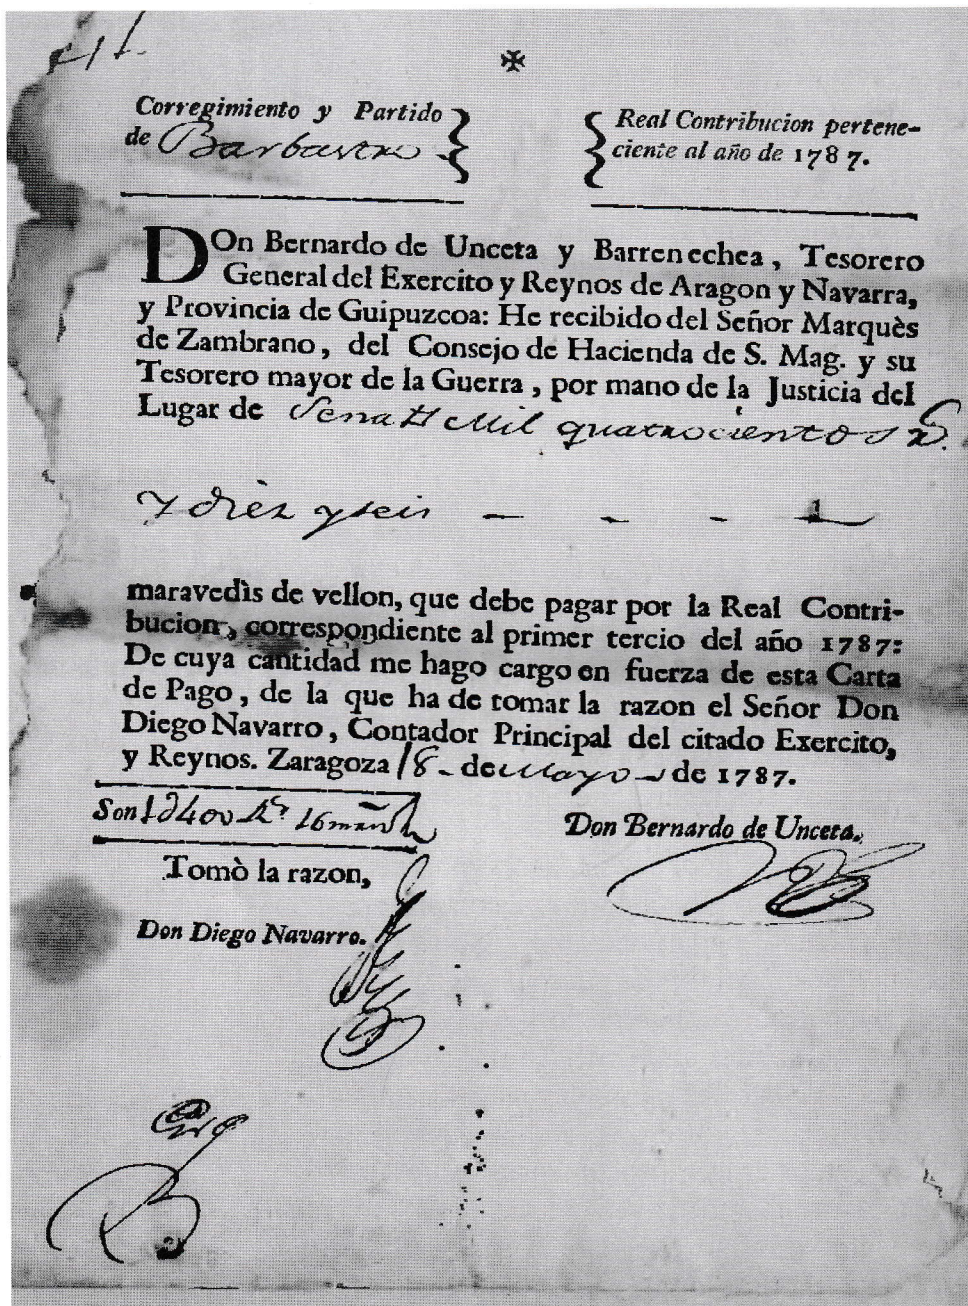 ✠
Corregimiento y Partido
de Barbastro
Real Contribucion pertene-
ciente al año de 1787.
DOn Bernardo de Unceta y Barrenechea, Tesorero
General del Exercito y Reynos de Aragon y Navarra,
y Provincia de Guipuzcoa: He recibido del Señor Marquès
de Zambrano, del Consejo de Hacienda de S. Mag. y su
Tesorero mayor de la Guerra, por mano de la Justicia del
Lugar de Sena Mil quatrocientos
y diez y seis
maravedìs de vellon, que debe pagar por la Real Contri-
bucion, correspondiente al primer tercio del año 1787:
De cuya cantidad me hago cargo en fuerza de esta Carta
de Pago, de la que ha de tomar la razon el Señor Don
Diego Navarro, Contador Principal del citado Exercito,
y Reynos. Zaragoza 18 de Mayo de 1787.
Son 16
Don Bernardo de Unceta.
Tomò la razon,
Don Diego Navarro.